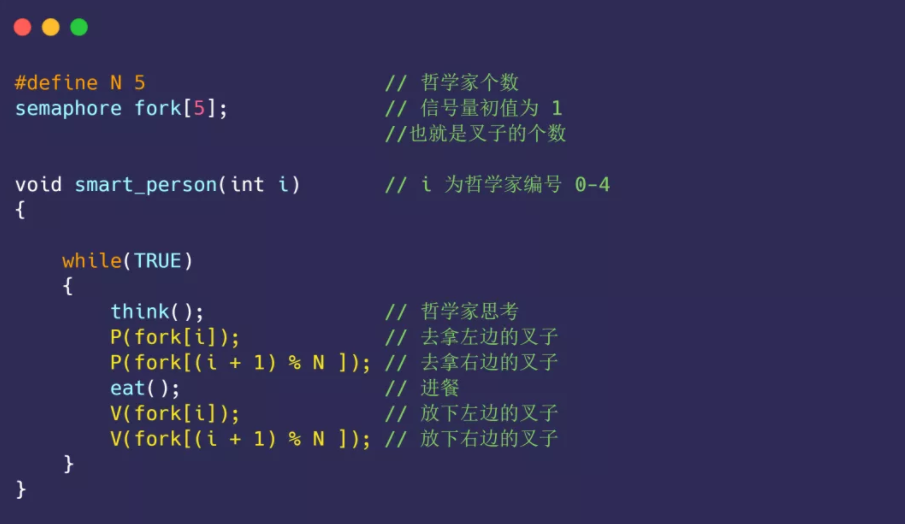 #define N 5 // 哲学家个数
semaphore fork[5]; // 信号量初值为 1
//也就是叉子的个数
void smart_person(int i) // i 为哲学家编号 0-4
{
while(TRUE)
{
think(); // 哲学家思考
P(fork[i]); // 去拿左边的叉子
P(fork[(i + 1) % N ]); // 去拿右边的叉子
eat(); // 进餐
V(fork[i]); // 放下左边的叉子
V(fork[(i + 1) % N ]); // 放下右边的叉子
}
}